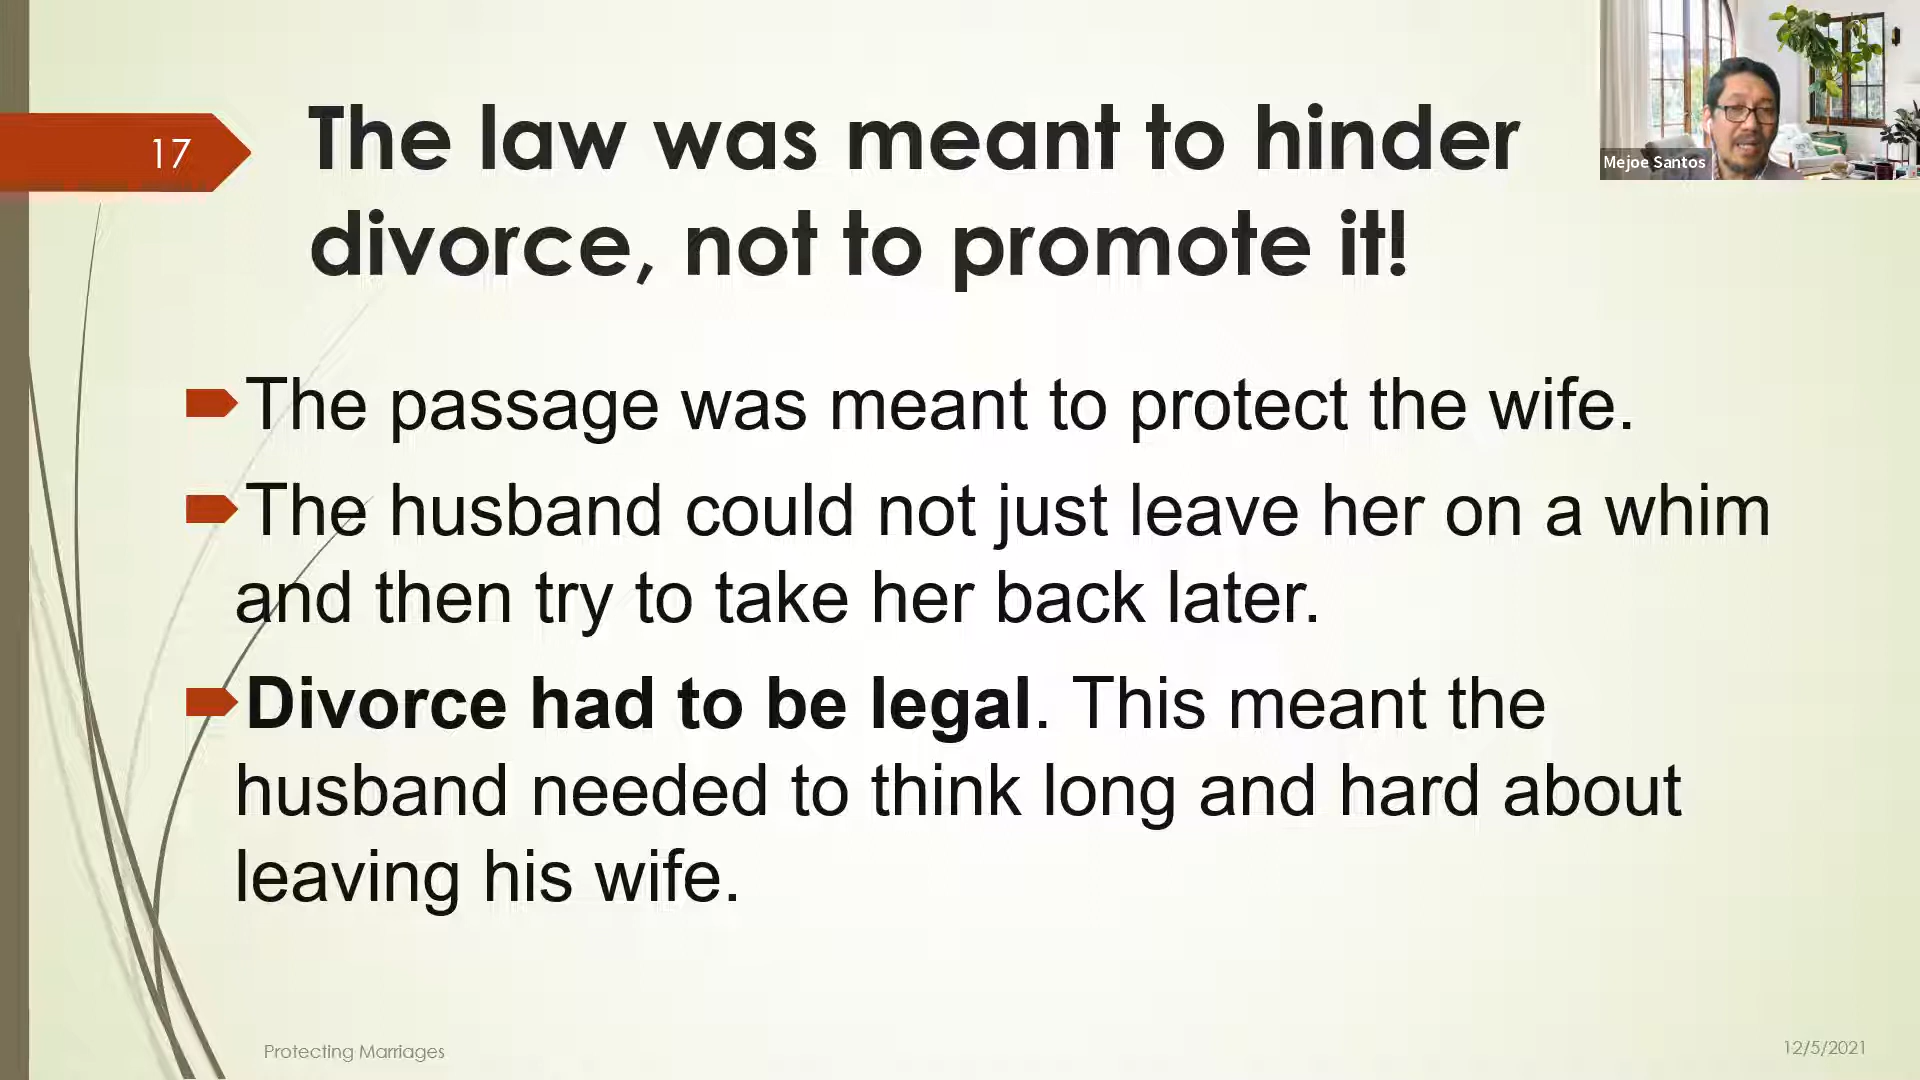 17
The law was meant to hinder
divorce, not to promote it!
Mejoe Santos
The passage was meant to protect the wife.
The husband could not just leave her on a whim
and then try to take her back later.
Divorce had to be legal. This meant the
husband needed to think long and hard about
leaving his wife.
Protecting Marriages
12/5/2021